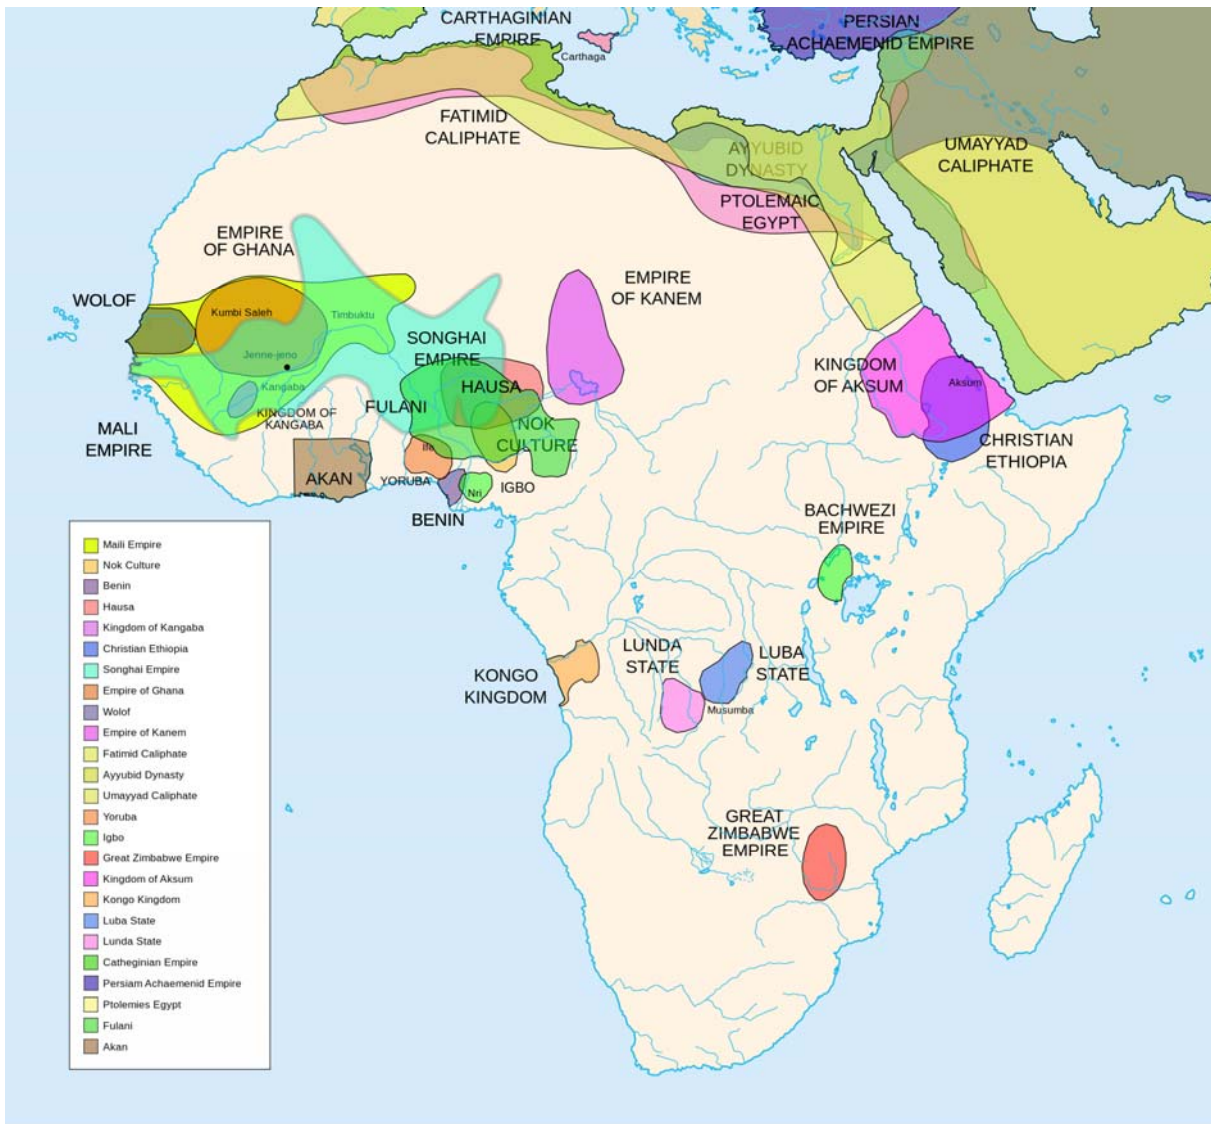 CARTHAGINIAN
EMPIRE
Carthaga
PERSIAN
ACHAEMENID EMPIRE
FATIMID
CALIPHATE
AYYUBID
DYNASTY
UMAYYAD
CALIPHATE
PTOLEMAIC
EGYPT
EMPIRE
OF GHANA
EMPIRE
OF KANEM
WOLOF
Kumbi Saleh
Timbuktu
SONGHAI
EMPIRE
Jenne-jeno
KINGDOM
OF AKSUM
Aksum
HAUSA
Kangaba
KINGDOM OF
KANGABA
FULANI
NOK
CULTURE
MALI
EMPIRE
CHRISTIAN
ETHIOPIA
Ife
AKAN
YORUBA
Nri
IGBO
BENIN
BACHWEZI
EMPIRE
LUNDA
STATE
LUBA
STATE
KONGO
KINGDOM
Musumba
GREAT
ZIMBABWE
EMPIRE
Maili Empire
Nok Culture
Benin
Hausa
Kingdom of Kangaba
Christian Ethiopia
Songhai Empire
Empire of Ghana
Wolof
Empire of Kanem
Fatimid Caliphate
Ayyubid Dynasty
Umayyad Caliphate
Yoruba
Igbo
Great Zimbabwe Empire
Kingdom of Aksum
Kongo Kingdom
Luba State
Lunda State
Catheginian Empire
Persiam Achaemenid Empire
Ptolemies Egypt
Fulani
Akan